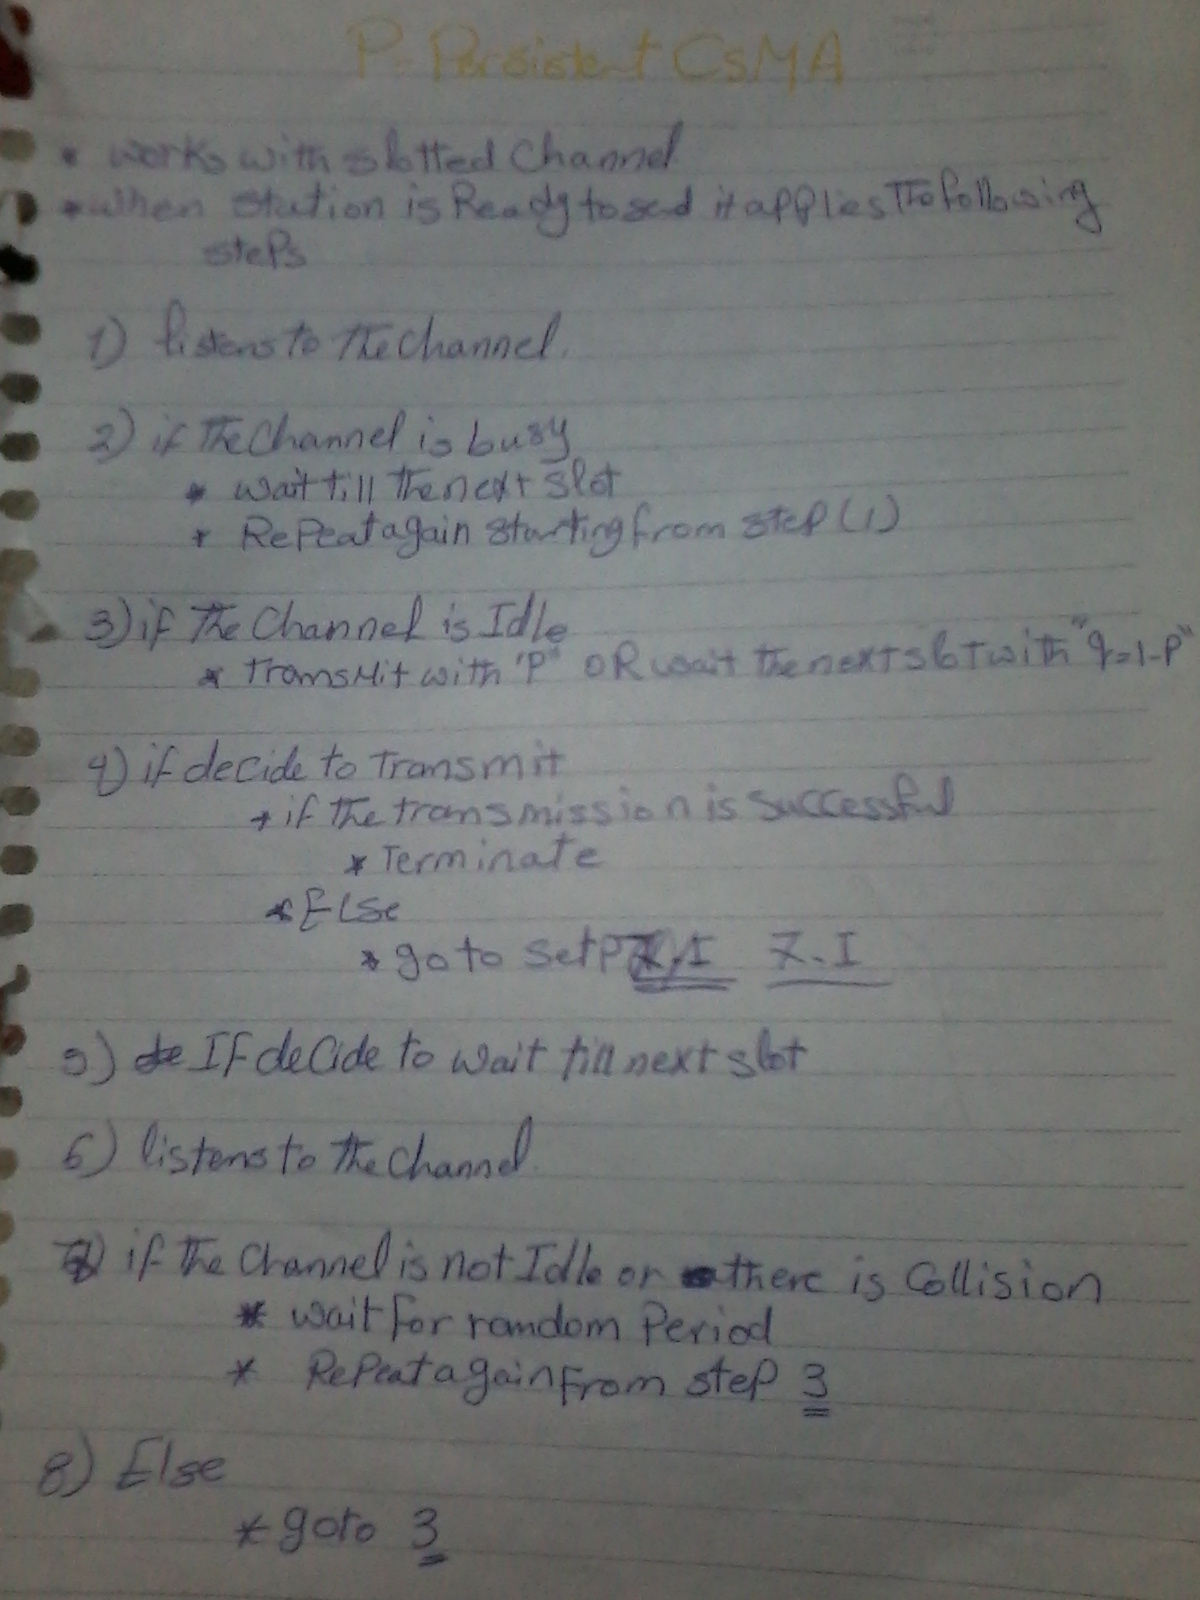 P-Persistent CSMA
* works with slotted Channel
* when station is Ready to send it applies The following
steps
1) listens to The channel.
2) if The Channel is busy
* wait till The next slot
* Repeat again starting from step (1)
3) if The Channel is Idle
* Transmit with "P" OR wait the next slot with "q=1-P"
4) if decide to Transmit
* if The transmission is successful
* Terminate
* Else
* go to setp 7.I 7.I
5) If decide to wait till next slot
6) listens to The Channel.
7) if The Channel is not Idle or there is Collision
* wait for random Period
* Repeat again From step 3
8) Else
* goto 3